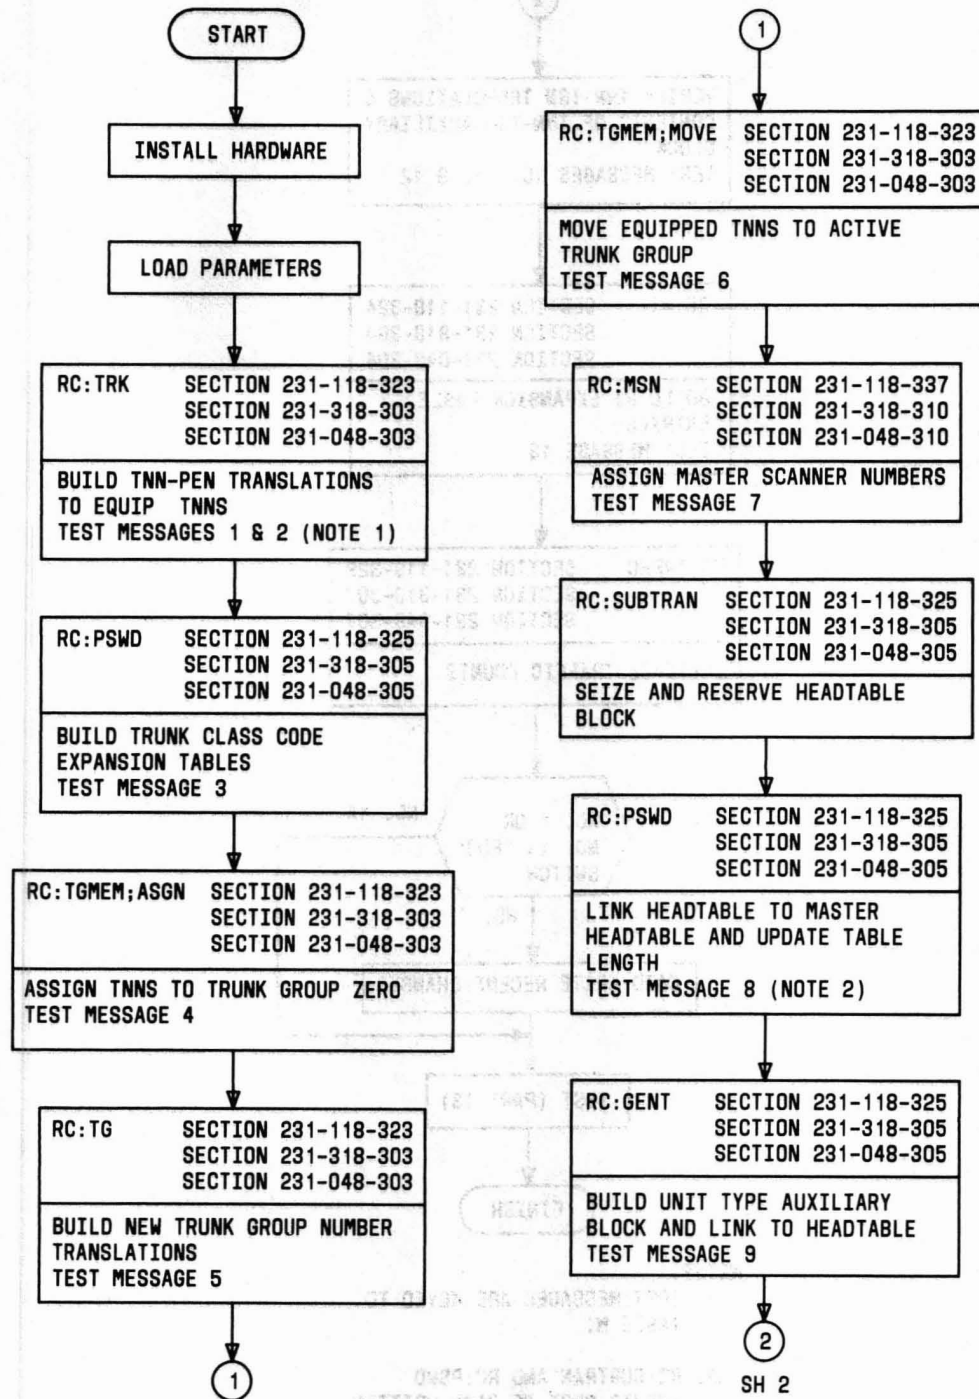 START
INSTALL HARDWARE
LOAD PARAMETERS
RC:TRK SECTION 231-118-323
SECTION 231-318-303
SECTION 231-048-303
BUILD TNN-PEN TRANSLATIONS
TO EQUIP TNNS
TEST MESSAGES 1 & 2 (NOTE 1)
RC:PSWD SECTION 231-118-325
SECTION 231-318-305
SECTION 231-048-305
BUILD TRUNK CLASS CODE
EXPANSION TABLES
TEST MESSAGE 3
RC:TGMEM;ASGN SECTION 231-118-323
SECTION 231-318-303
SECTION 231-048-303
ASSIGN TNNS TO TRUNK GROUP ZERO
TEST MESSAGE 4
RC:TG SECTION 231-118-323
SECTION 231-318-303
SECTION 231-048-303
BUILD NEW TRUNK GROUP NUMBER
TRANSLATIONS
TEST MESSAGE 5
1
1
RC:TGMEM;MOVE SECTION 231-118-323
SECTION 231-318-303
SECTION 231-048-303
MOVE EQUIPPED TNNS TO ACTIVE
TRUNK GROUP
TEST MESSAGE 6
RC:MSN SECTION 231-118-337
SECTION 231-318-310
SECTION 231-048-310
ASSIGN MASTER SCANNER NUMBERS
TEST MESSAGE 7
RC:SUBTRAN SECTION 231-118-325
SECTION 231-318-305
SECTION 231-048-305
SEIZE AND RESERVE HEADTABLE
BLOCK
RC:PSWD SECTION 231-118-325
SECTION 231-318-305
SECTION 231-048-305
LINK HEADTABLE TO MASTER
HEADTABLE AND UPDATE TABLE
LENGTH
TEST MESSAGE 8 (NOTE 2)
RC:GENT SECTION 231-118-325
SECTION 231-318-305
SECTION 231-048-305
BUILD UNIT TYPE AUXILIARY
BLOCK AND LINK TO HEADTABLE
TEST MESSAGE 9
2
SH 2